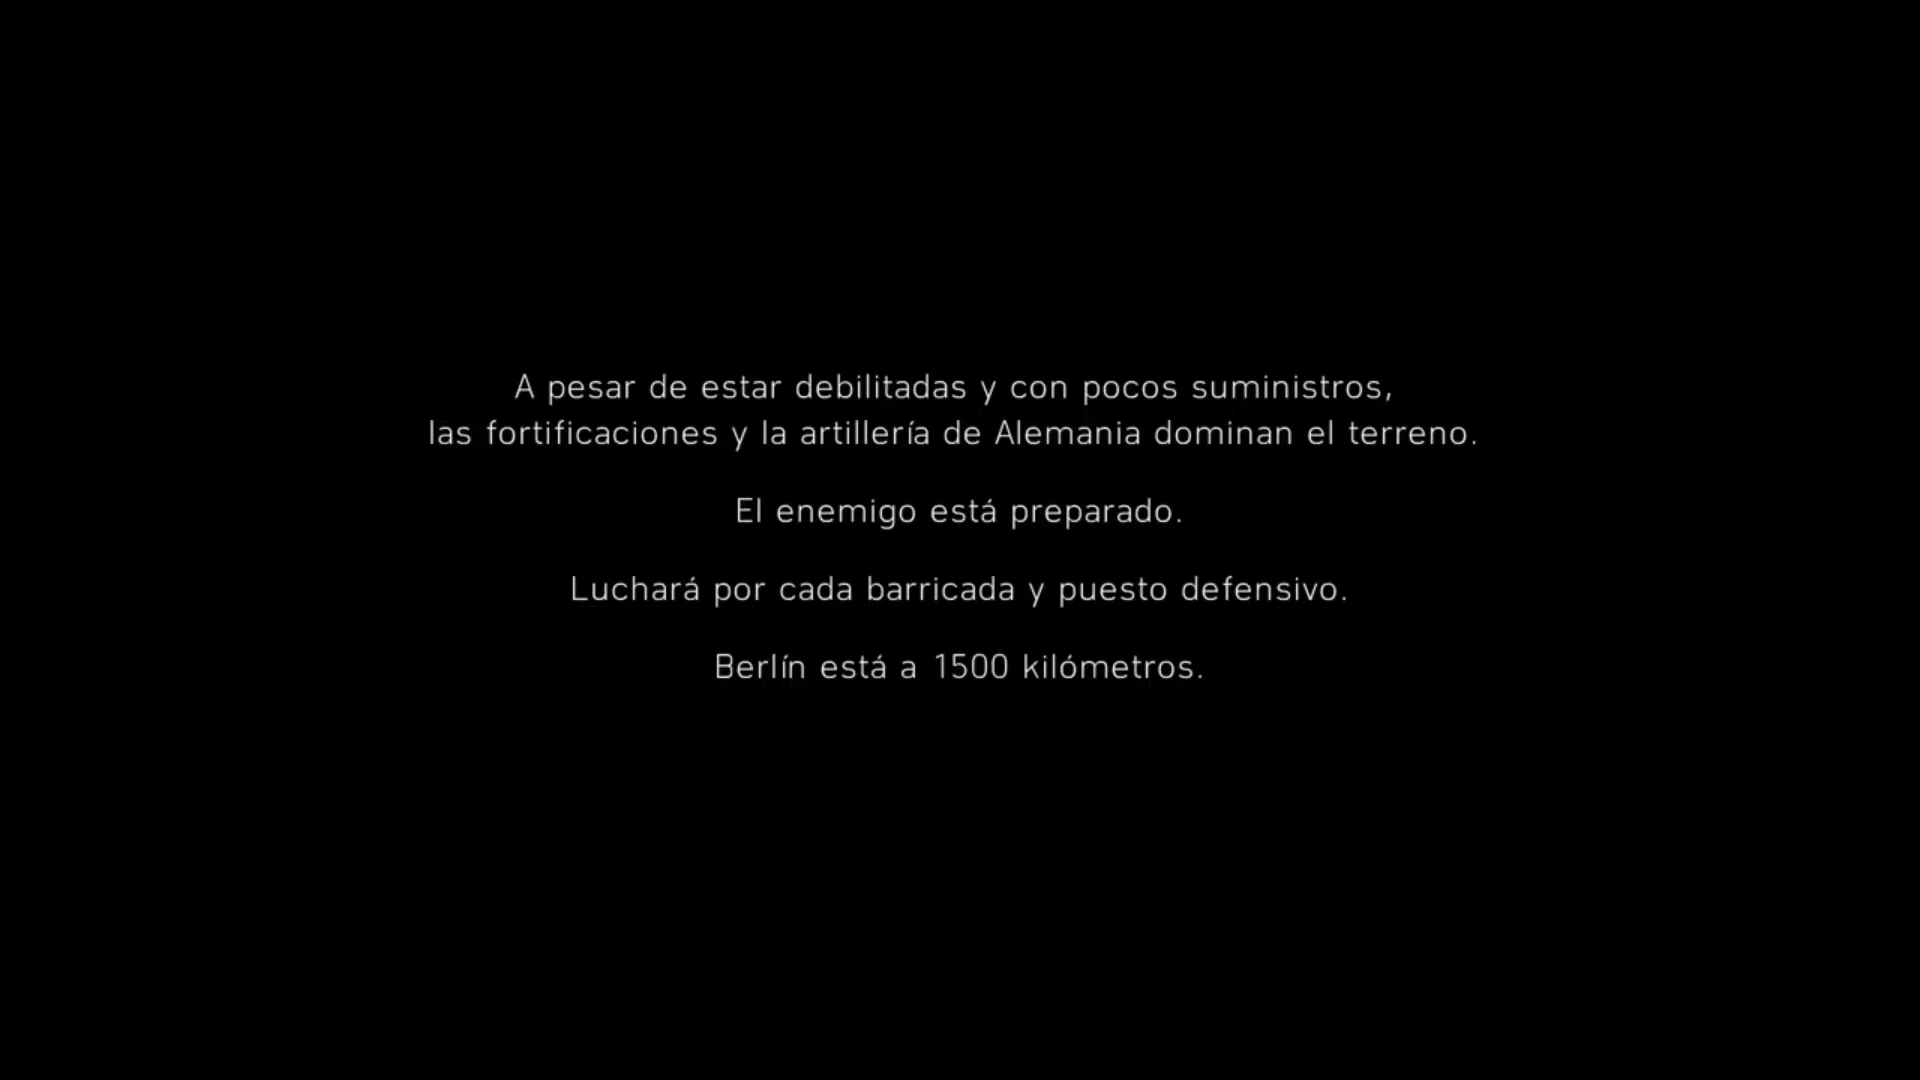 A pesar de estar debilitadas y con pocos suministros,
las fortificaciones y la artillería de Alemania dominan el terreno.
El enemigo está preparado.
Luchará por cada barricada y puesto defensivo.
Berlín está a 1500 kilómetros.